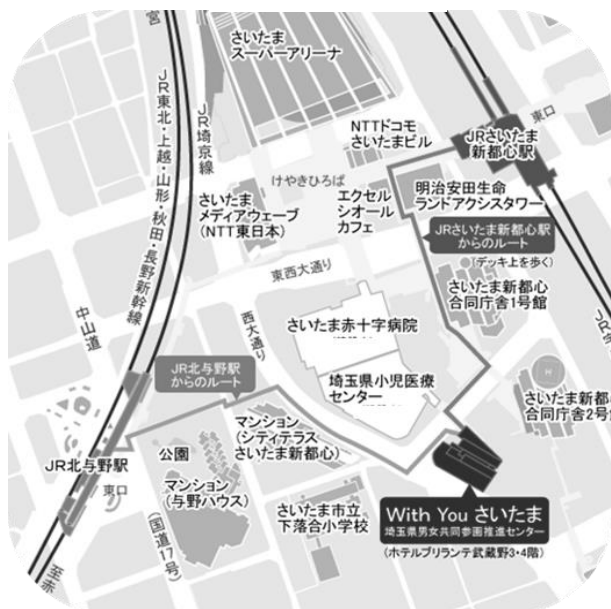 さいたま
スーパーアリーナ
宮
JR東北・上越・山形・秋田・長野新幹線
JR埼京線
NTTドコモ
さいたまビル
JRさいたま
新都心駅
東口
けやきひろば
さいたま
メディアウェーブ
(NTT東日本)
エクセル
シオール
カフェ
明治安田生命
ランドアクシスタワー
JRさいたま新都心駅
からのルート
(デッキ上を歩く)
東西大通り
さいたま新都心
合同庁舎1号館
中山道
西大通り
さいたま赤十字病院
JR北与野駅
からのルート
埼玉県小児医療
センター
H
さいたま新都心
合同庁舎2号館
マンション
(シティテラス
さいたま新都心)
公園
JR北与野駅
東口
マンション
(与野ハウス)
(国道17号)
さいたま市立
下落合小学校
With You さいたま
埼玉県男女共同参画推進センター
(ホテルブリランテ武蔵野3・4階)
至赤